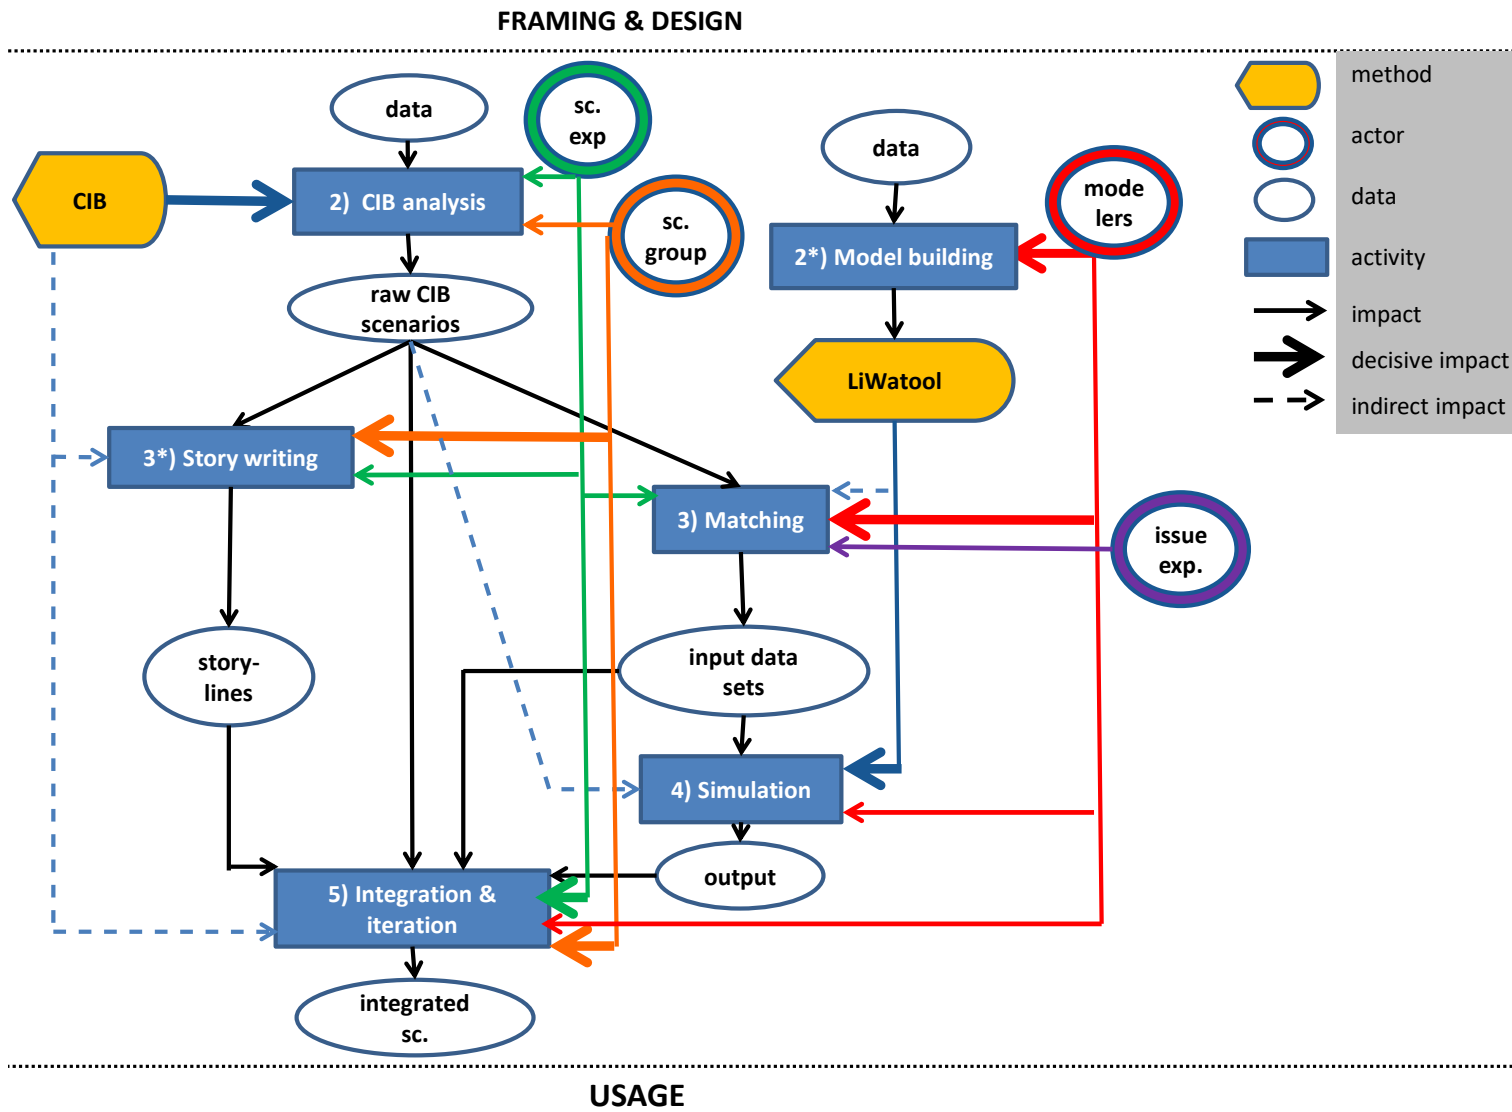 FRAMING & DESIGN
data
sc.
exp
method
actor
data
mode
lers
data
CIB
2) CIB analysis
sc.
group
2*) Model building
activity
raw CIB
scenarios
impact
decisive impact
indirect impact
LiWatool
3*) Story writing
3) Matching
issue
exp.
story-
lines
input data
sets
4) Simulation
output
5) Integration &
iteration
integrated
sc.
USAGE